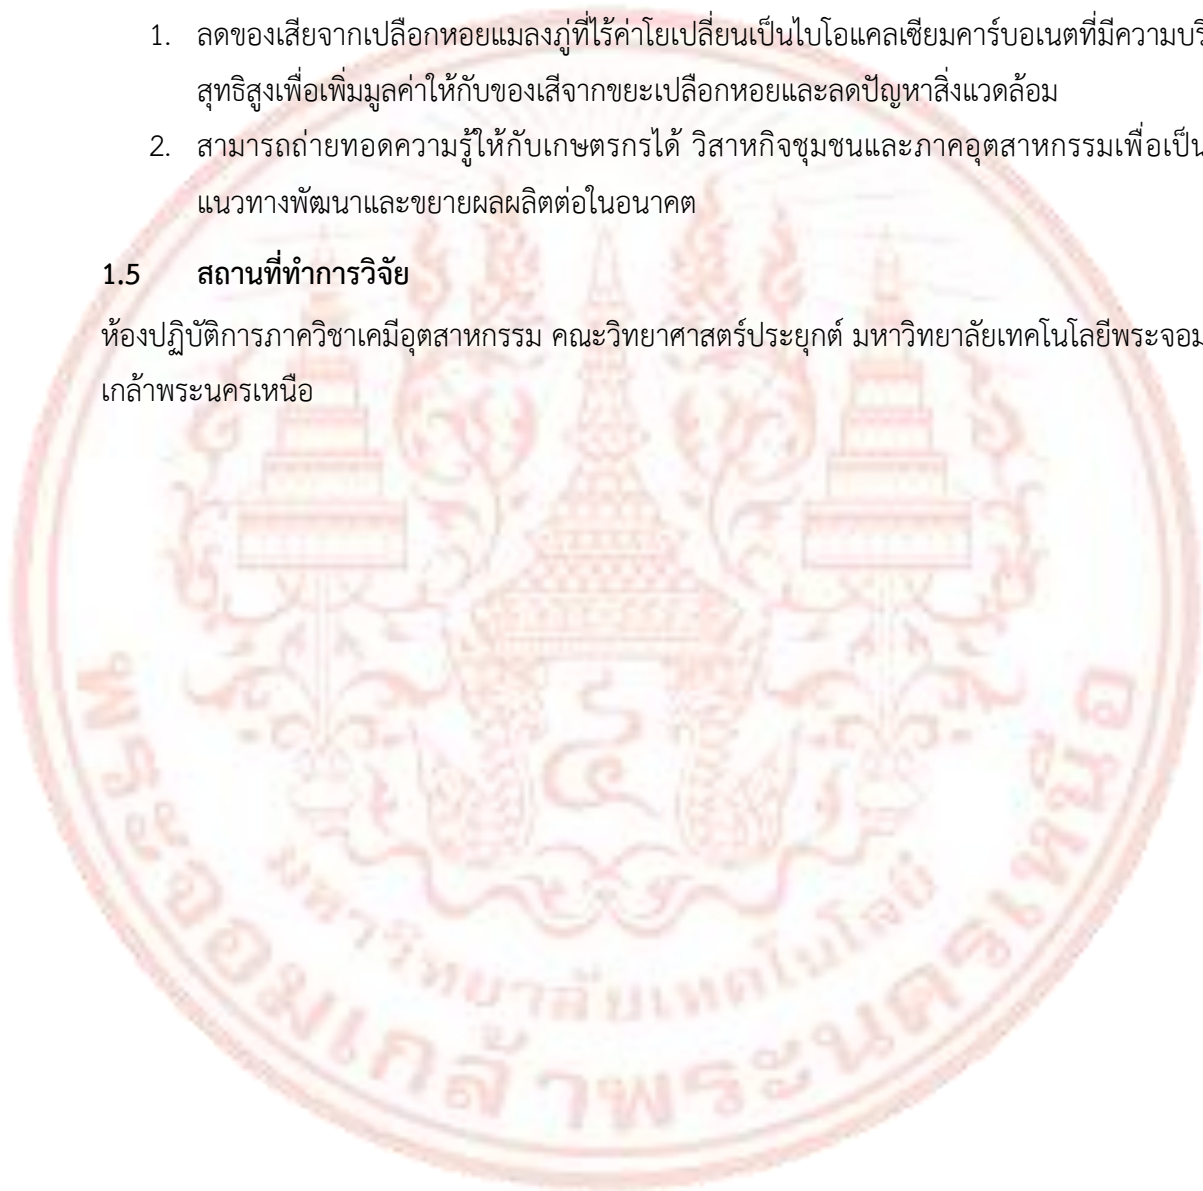 1. ลดของเสียจากเปลือกหอยแมลงภู่ที่ไร้ค่าโยเปลี่ยนเป็นไบโอแคลเซียมคาร์บอเนตที่มีความบริ
สุทธิสูงเพื่อเพิ่มมูลค่าให้กับของเสีจากขยะเปลือกหอยและลดปัญหาสิ่งแวดล้อม
2. สามารถถ่ายทอดความรู้ให้กับเกษตรกรได้ วิสาหกิจชุมชนและภาคอุตสาหกรรมเพื่อเป็น
แนวทางพัฒนาและขยายผลผลิตต่อในอนาคต
1.5 สถานที่ทำการวิจัย
ห้องปฏิบัติการภาควิชาเคมีอุตสาหกรรม คณะวิทยาศาสตร์ประยุกต์ มหาวิทยาลัยเทคโนโลยีพระจอม
เกล้าพระนครเหนือ
มหาวิทยาลัยเทคโนโลยี
พระจอมเกล้าพระนครเหนือ